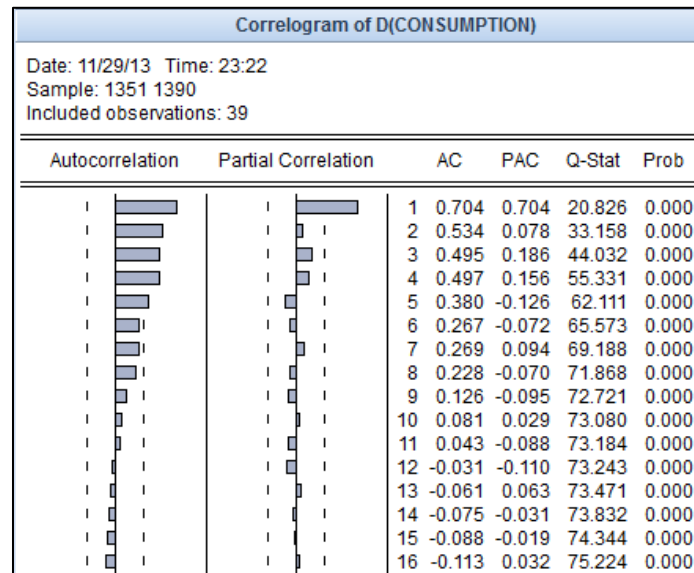 Correlogram of D(CONSUMPTION)
Date: 11/29/13 Time: 23:22
Sample: 1351 1390
Included observations: 39
Autocorrelation Partial Correlation AC PAC Q-Stat Prob
1 0.704 0.704 20.826 0.000
2 0.534 0.078 33.158 0.000
3 0.495 0.186 44.032 0.000
4 0.497 0.156 55.331 0.000
5 0.380 -0.126 62.111 0.000
6 0.267 -0.072 65.573 0.000
7 0.269 0.094 69.188 0.000
8 0.228 -0.070 71.868 0.000
9 0.126 -0.095 72.721 0.000
10 0.081 0.029 73.080 0.000
11 0.043 -0.088 73.184 0.000
12 -0.031 -0.110 73.243 0.000
13 -0.061 0.063 73.471 0.000
14 -0.075 -0.031 73.832 0.000
15 -0.088 -0.019 74.344 0.000
16 -0.113 0.032 75.224 0.000